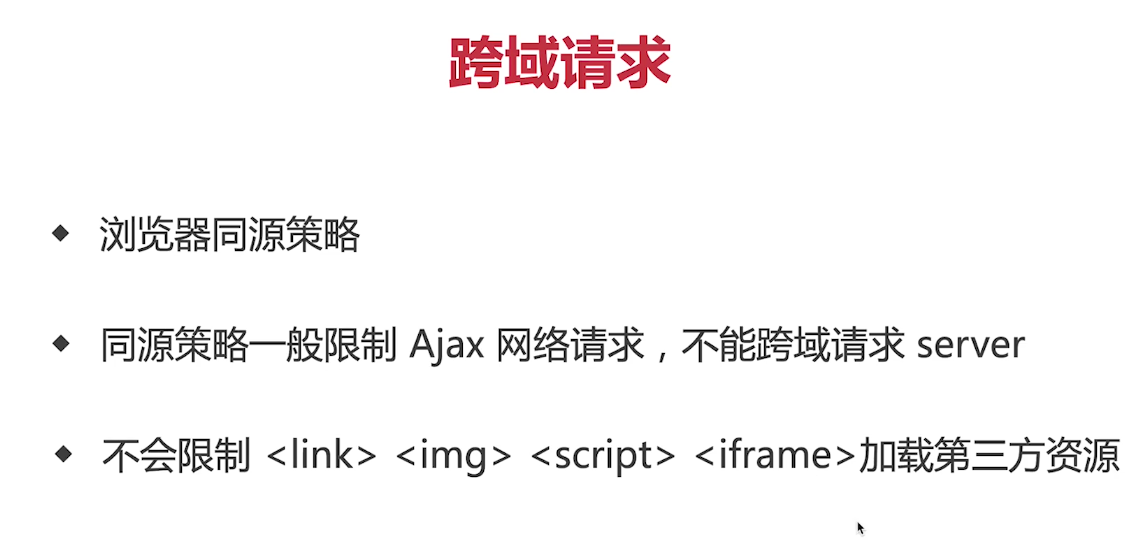 跨域请求
◆ 浏览器同源策略
◆ 同源策略一般限制 Ajax 网络请求，不能跨域请求 server
◆ 不会限制 <link> <img> <script> <iframe>加载第三方资源